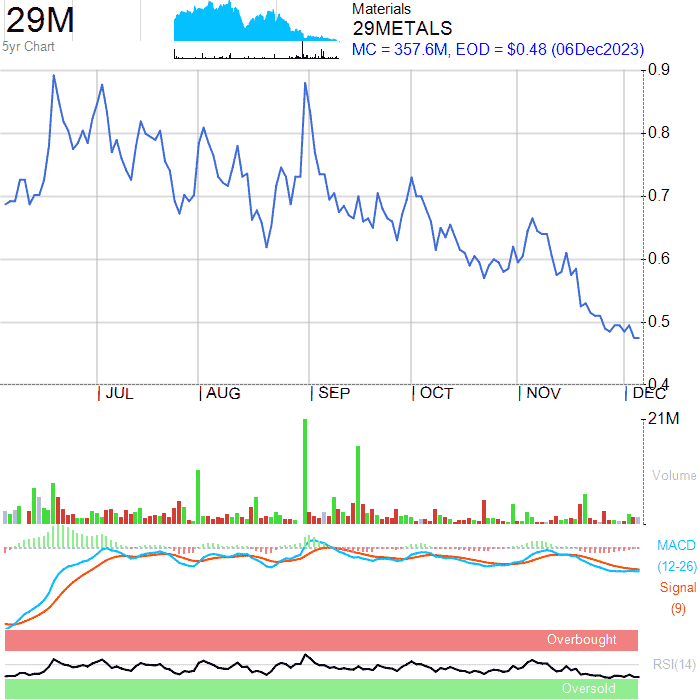 29M
5yr Chart
Materials
29METALS
MC = 357.6M, EOD = $0.48 (06Dec2023)
0.9
0.8
0.7
0.6
0.5
0.4
JUL AUG SEP OCT NOV DEC
21M
Volume
MACD
(12-26)
Signal
(9)
Overbought
RSI(14)
Oversold